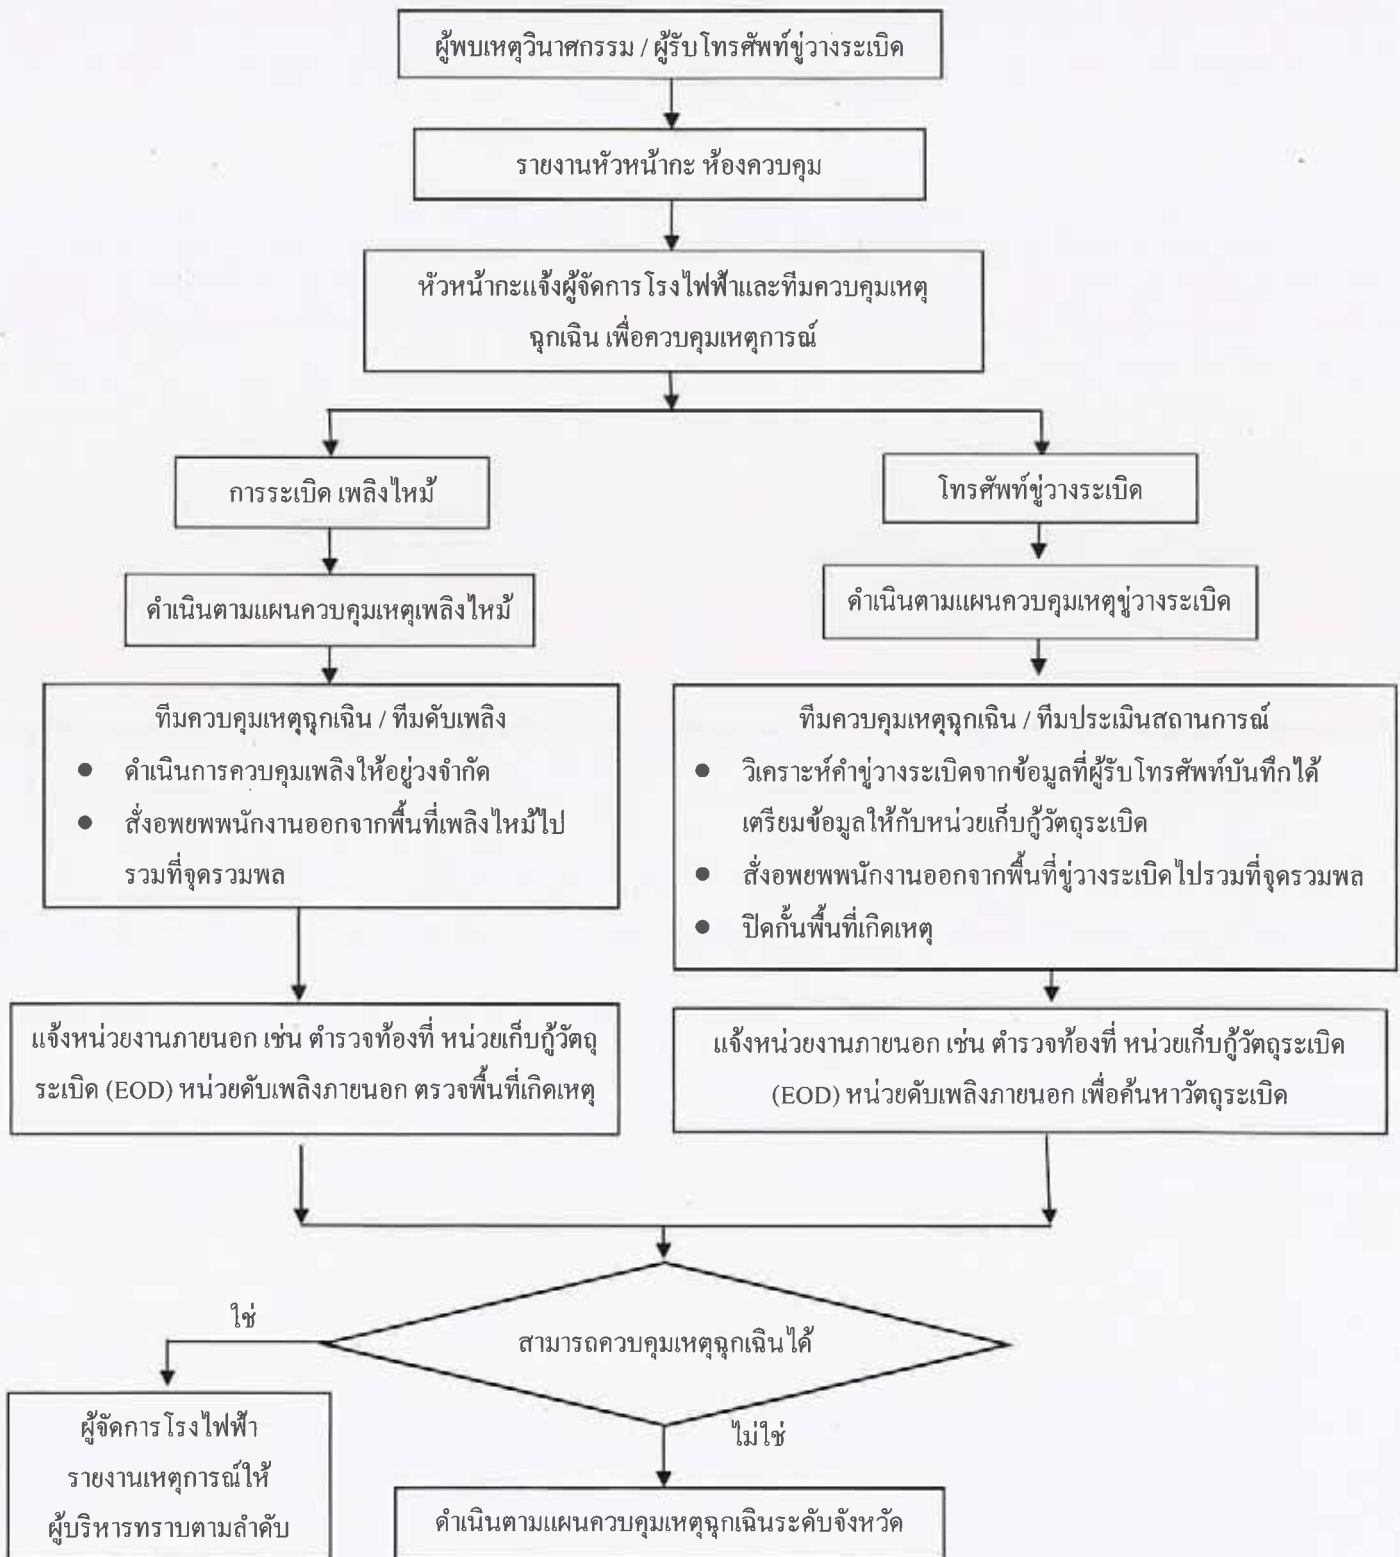 ผู้พบเหตุวินาศกรรม / ผู้รับโทรศัพท์ขู่วางระเบิด
รายงานหัวหน้ากะ ห้องควบคุม
หัวหน้ากะแจ้งผู้จัดการโรงไฟฟ้าและทีมควบคุมเหตุ
ฉุกเฉิน เพื่อควบคุมเหตุการณ์
การระเบิด เพลิงไหม้
โทรศัพท์ขู่วางระเบิด
ดำเนินตามแผนควบคุมเหตุเพลิงไหม้
ดำเนินตามแผนควบคุมเหตุขู่วางระเบิด
ทีมควบคุมเหตุฉุกเฉิน / ทีมดับเพลิง
● ดำเนินการควบคุมเพลิงให้อยู่วงจำกัด
● สั่งอพยพพนักงานออกจากพื้นที่เพลิงไหม้ไป
รวมที่จุดรวมพล
ทีมควบคุมเหตุฉุกเฉิน / ทีมประเมินสถานการณ์
● วิเคราะห์คำขู่วางระเบิดจากข้อมูลที่ผู้รับโทรศัพท์บันทึกได้
เตรียมข้อมูลให้กับหน่วยเก็บกู้วัตถุระเบิด
● สั่งอพยพพนักงานออกจากพื้นที่ขู่วางระเบิดไปรวมที่จุดรวมพล
● ปิดกั้นพื้นที่เกิดเหตุ
แจ้งหน่วยงานภายนอก เช่น ตำรวจท้องที่ หน่วยเก็บกู้วัตถุ
ระเบิด (EOD) หน่วยดับเพลิงภายนอก ตรวจพื้นที่เกิดเหตุ
แจ้งหน่วยงานภายนอก เช่น ตำรวจท้องที่ หน่วยเก็บกู้วัตถุระเบิด
(EOD) หน่วยดับเพลิงภายนอก เพื่อค้นหาวัตถุระเบิด
สามารถควบคุมเหตุฉุกเฉินได้
ใช่
ไม่ใช่
ผู้จัดการโรงไฟฟ้า
รายงานเหตุการณ์ให้
ผู้บริหารทราบตามลำดับ
ดำเนินตามแผนควบคุมเหตุฉุกเฉินระดับจังหวัด